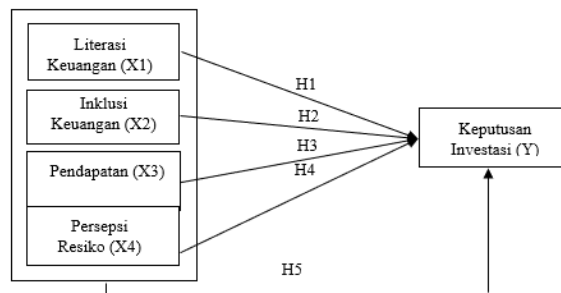 Literasi
Keuangan (X1)
Inklusi
Keuangan (X2)
Pendapatan (X3)
Persepsi
Resiko (X4)
H1
H2
H3
H4
H5
Keputusan
Investasi (Y)